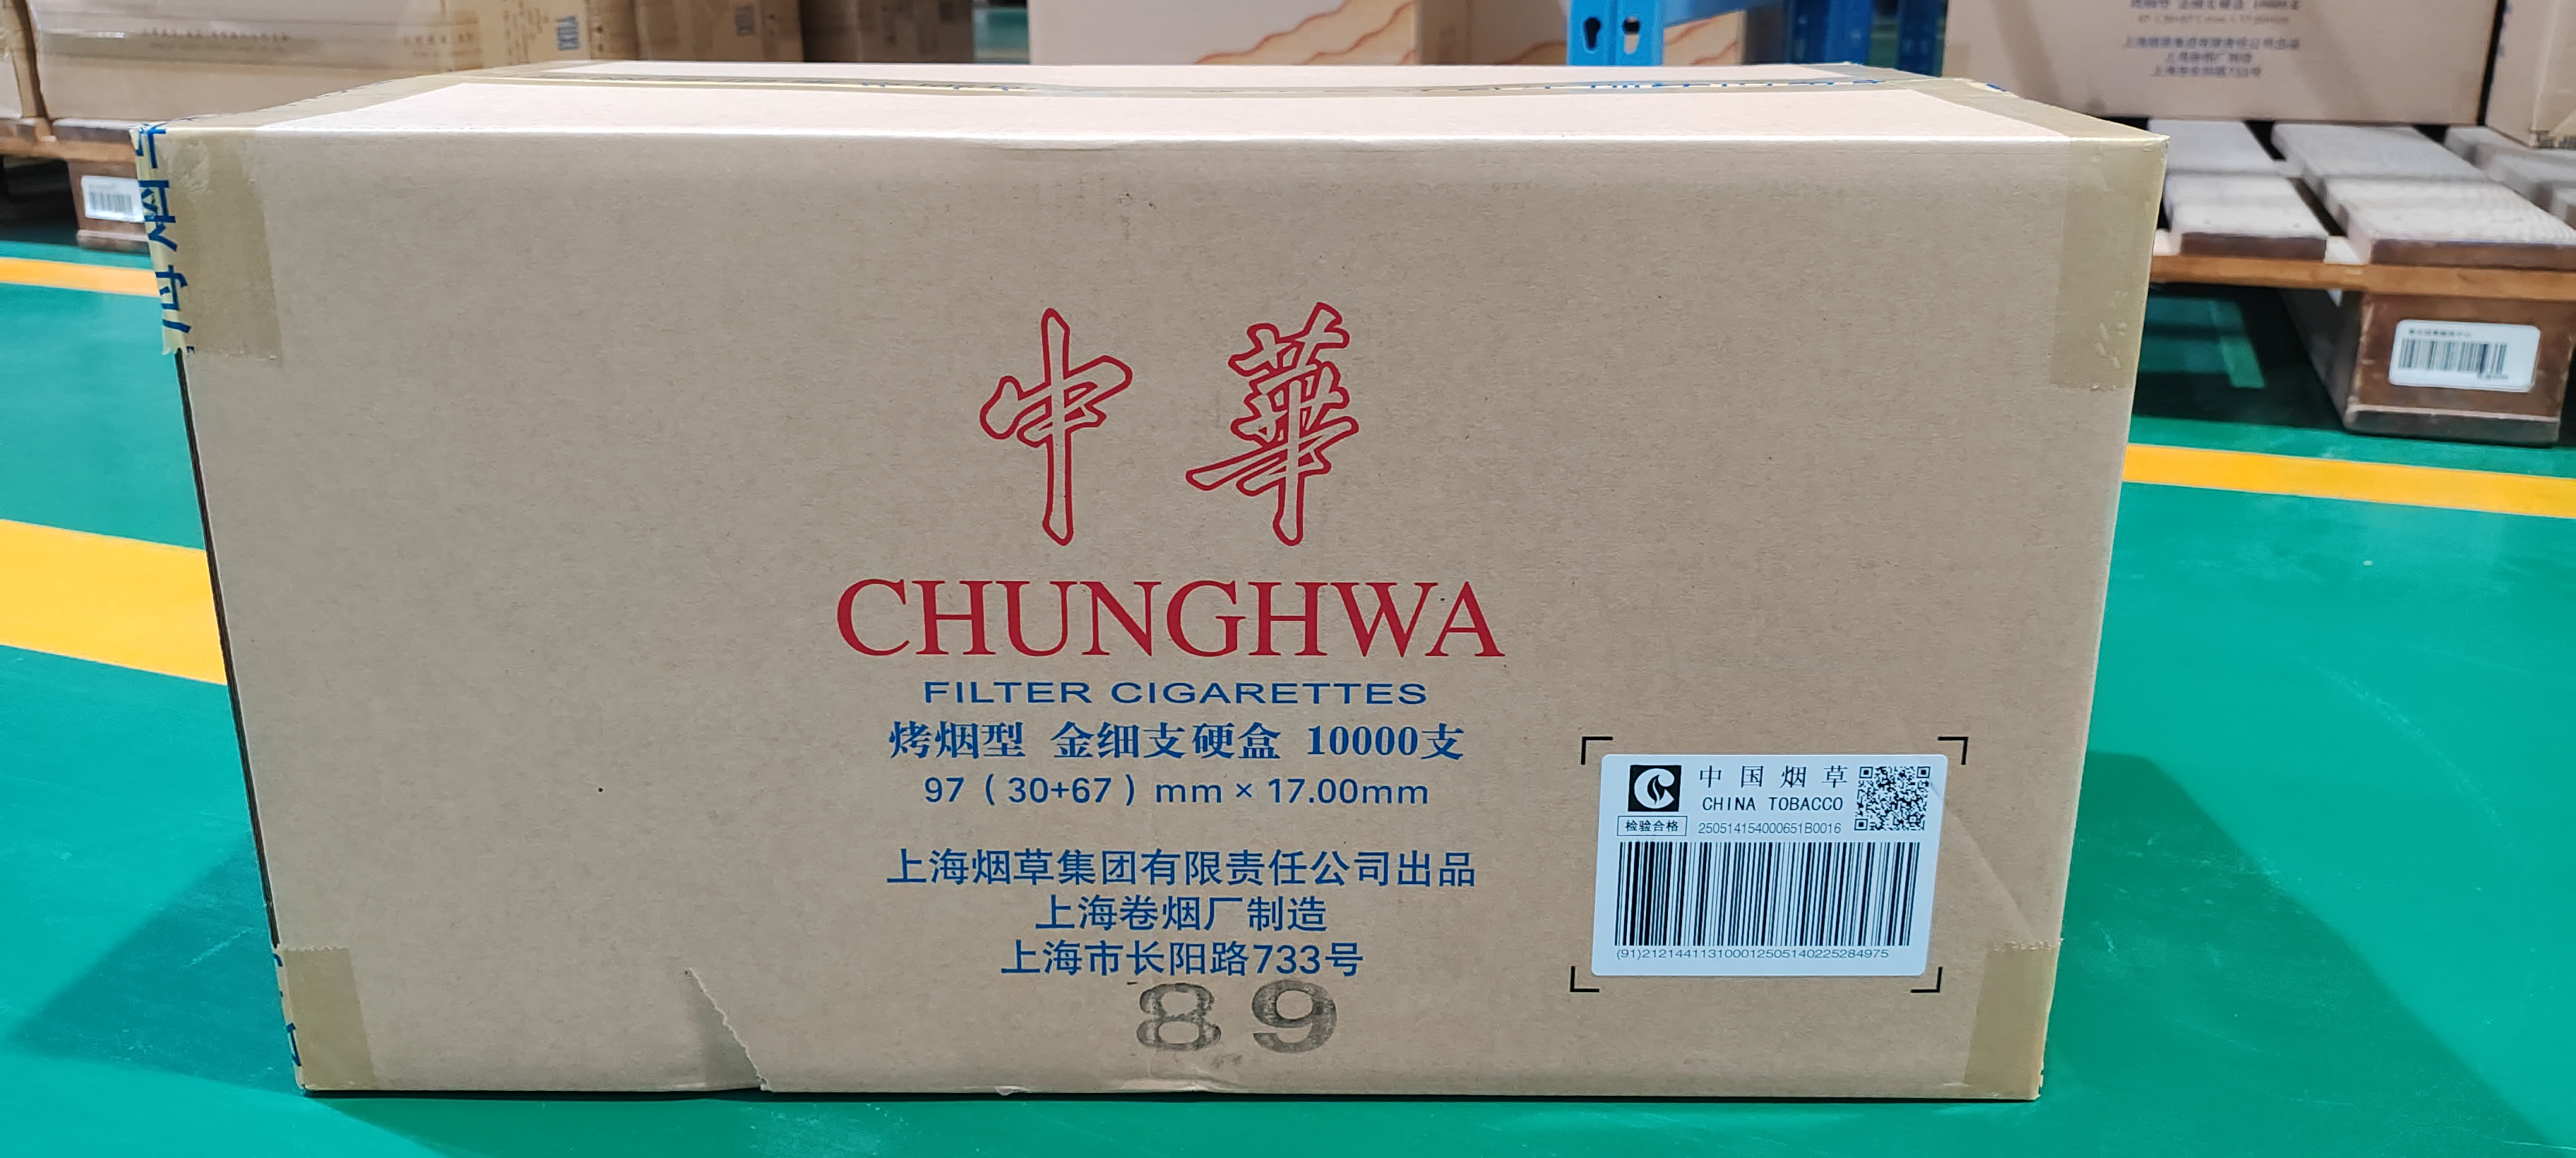 中華
CHUNGHWA
FILTER CIGARETTES
烤烟型 金细支硬盒 10000支
97（30+67）mm × 17.00mm
上海烟草集团有限责任公司出品
上海卷烟厂制造
上海市长阳路733号
89
中国烟草
CHINA TOBACCO
检验合格 250514154000651B0016
(91)212144113100012505140225284975